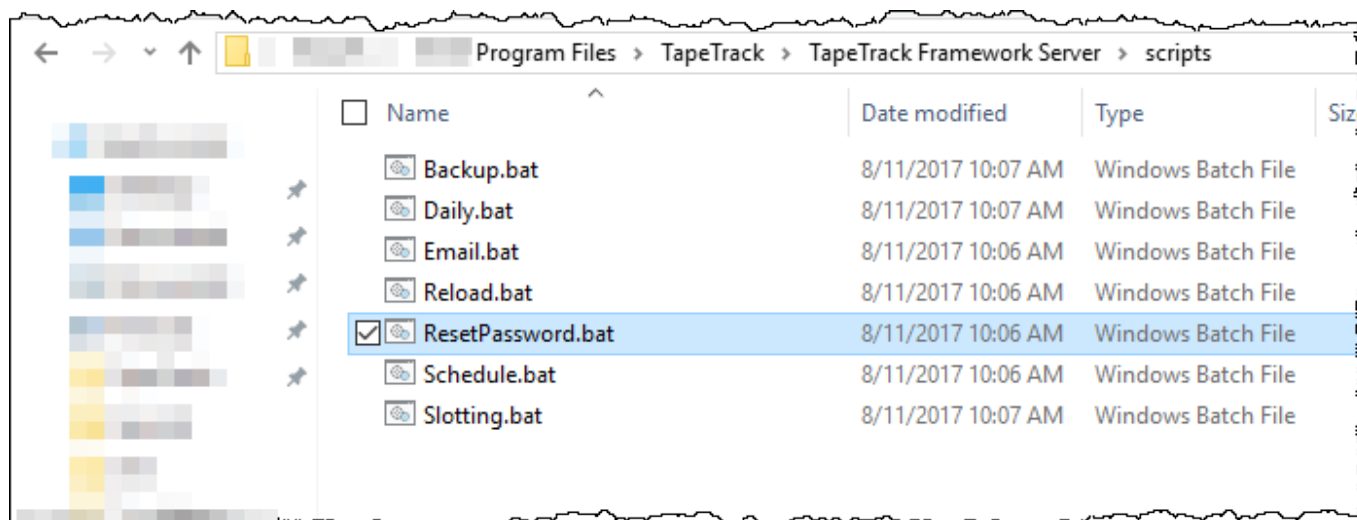 Program Files > TapeTrack > TapeTrack Framework Server > scripts
Name Date modified Type
Backup.bat 8/11/2017 10:07 AM Windows Batch File
Daily.bat 8/11/2017 10:07 AM Windows Batch File
Email.bat 8/11/2017 10:06 AM Windows Batch File
Reload.bat 8/11/2017 10:06 AM Windows Batch File
ResetPassword.bat 8/11/2017 10:06 AM Windows Batch File
Schedule.bat 8/11/2017 10:06 AM Windows Batch File
Slotting.bat 8/11/2017 10:07 AM Windows Batch File